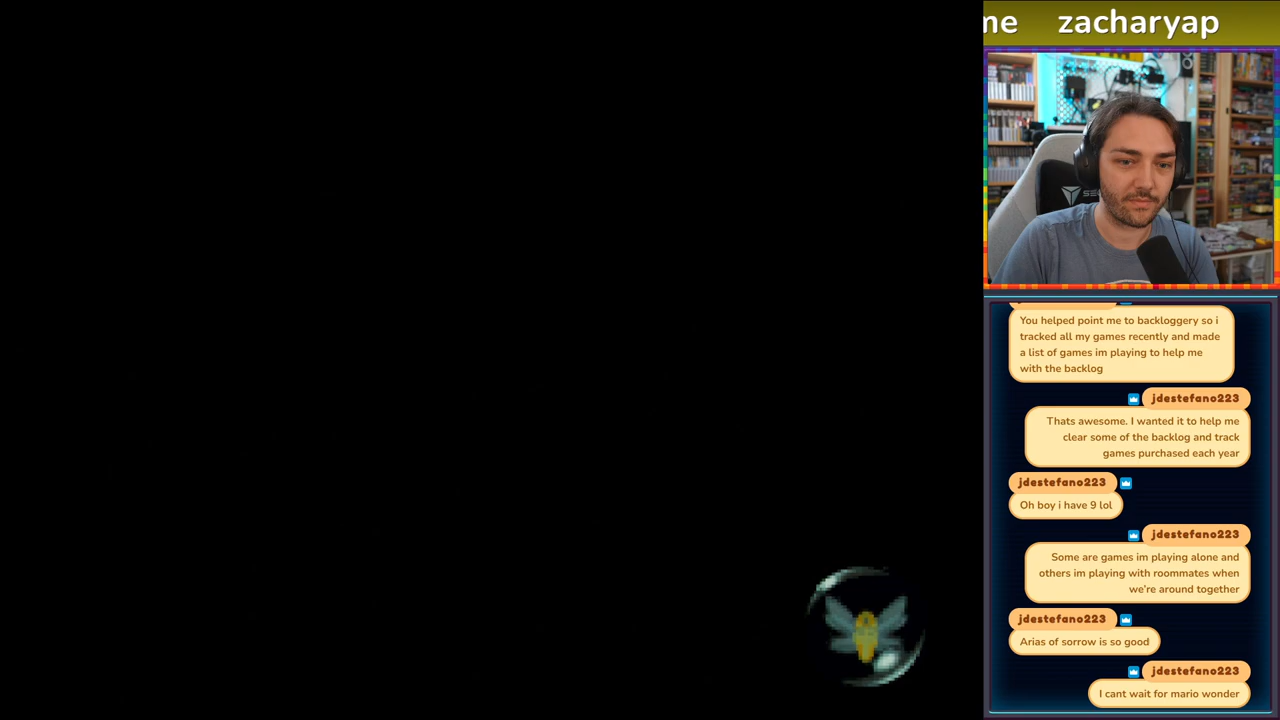 me zacharyap
You helped point me to backloggery so i
tracked all my games recently and made
a list of games im playing to help me
with the backlog
jdestefano223
Thats awesome. I wanted it to help me
clear some of the backlog and track
games purchased each year
jdestefano223
Oh boy i have 9 lol
jdestefano223
Some are games im playing alone and
others im playing with roommates when
we're around together
jdestefano223
Arias of sorrow is so good
jdestefano223
I cant wait for mario wonder